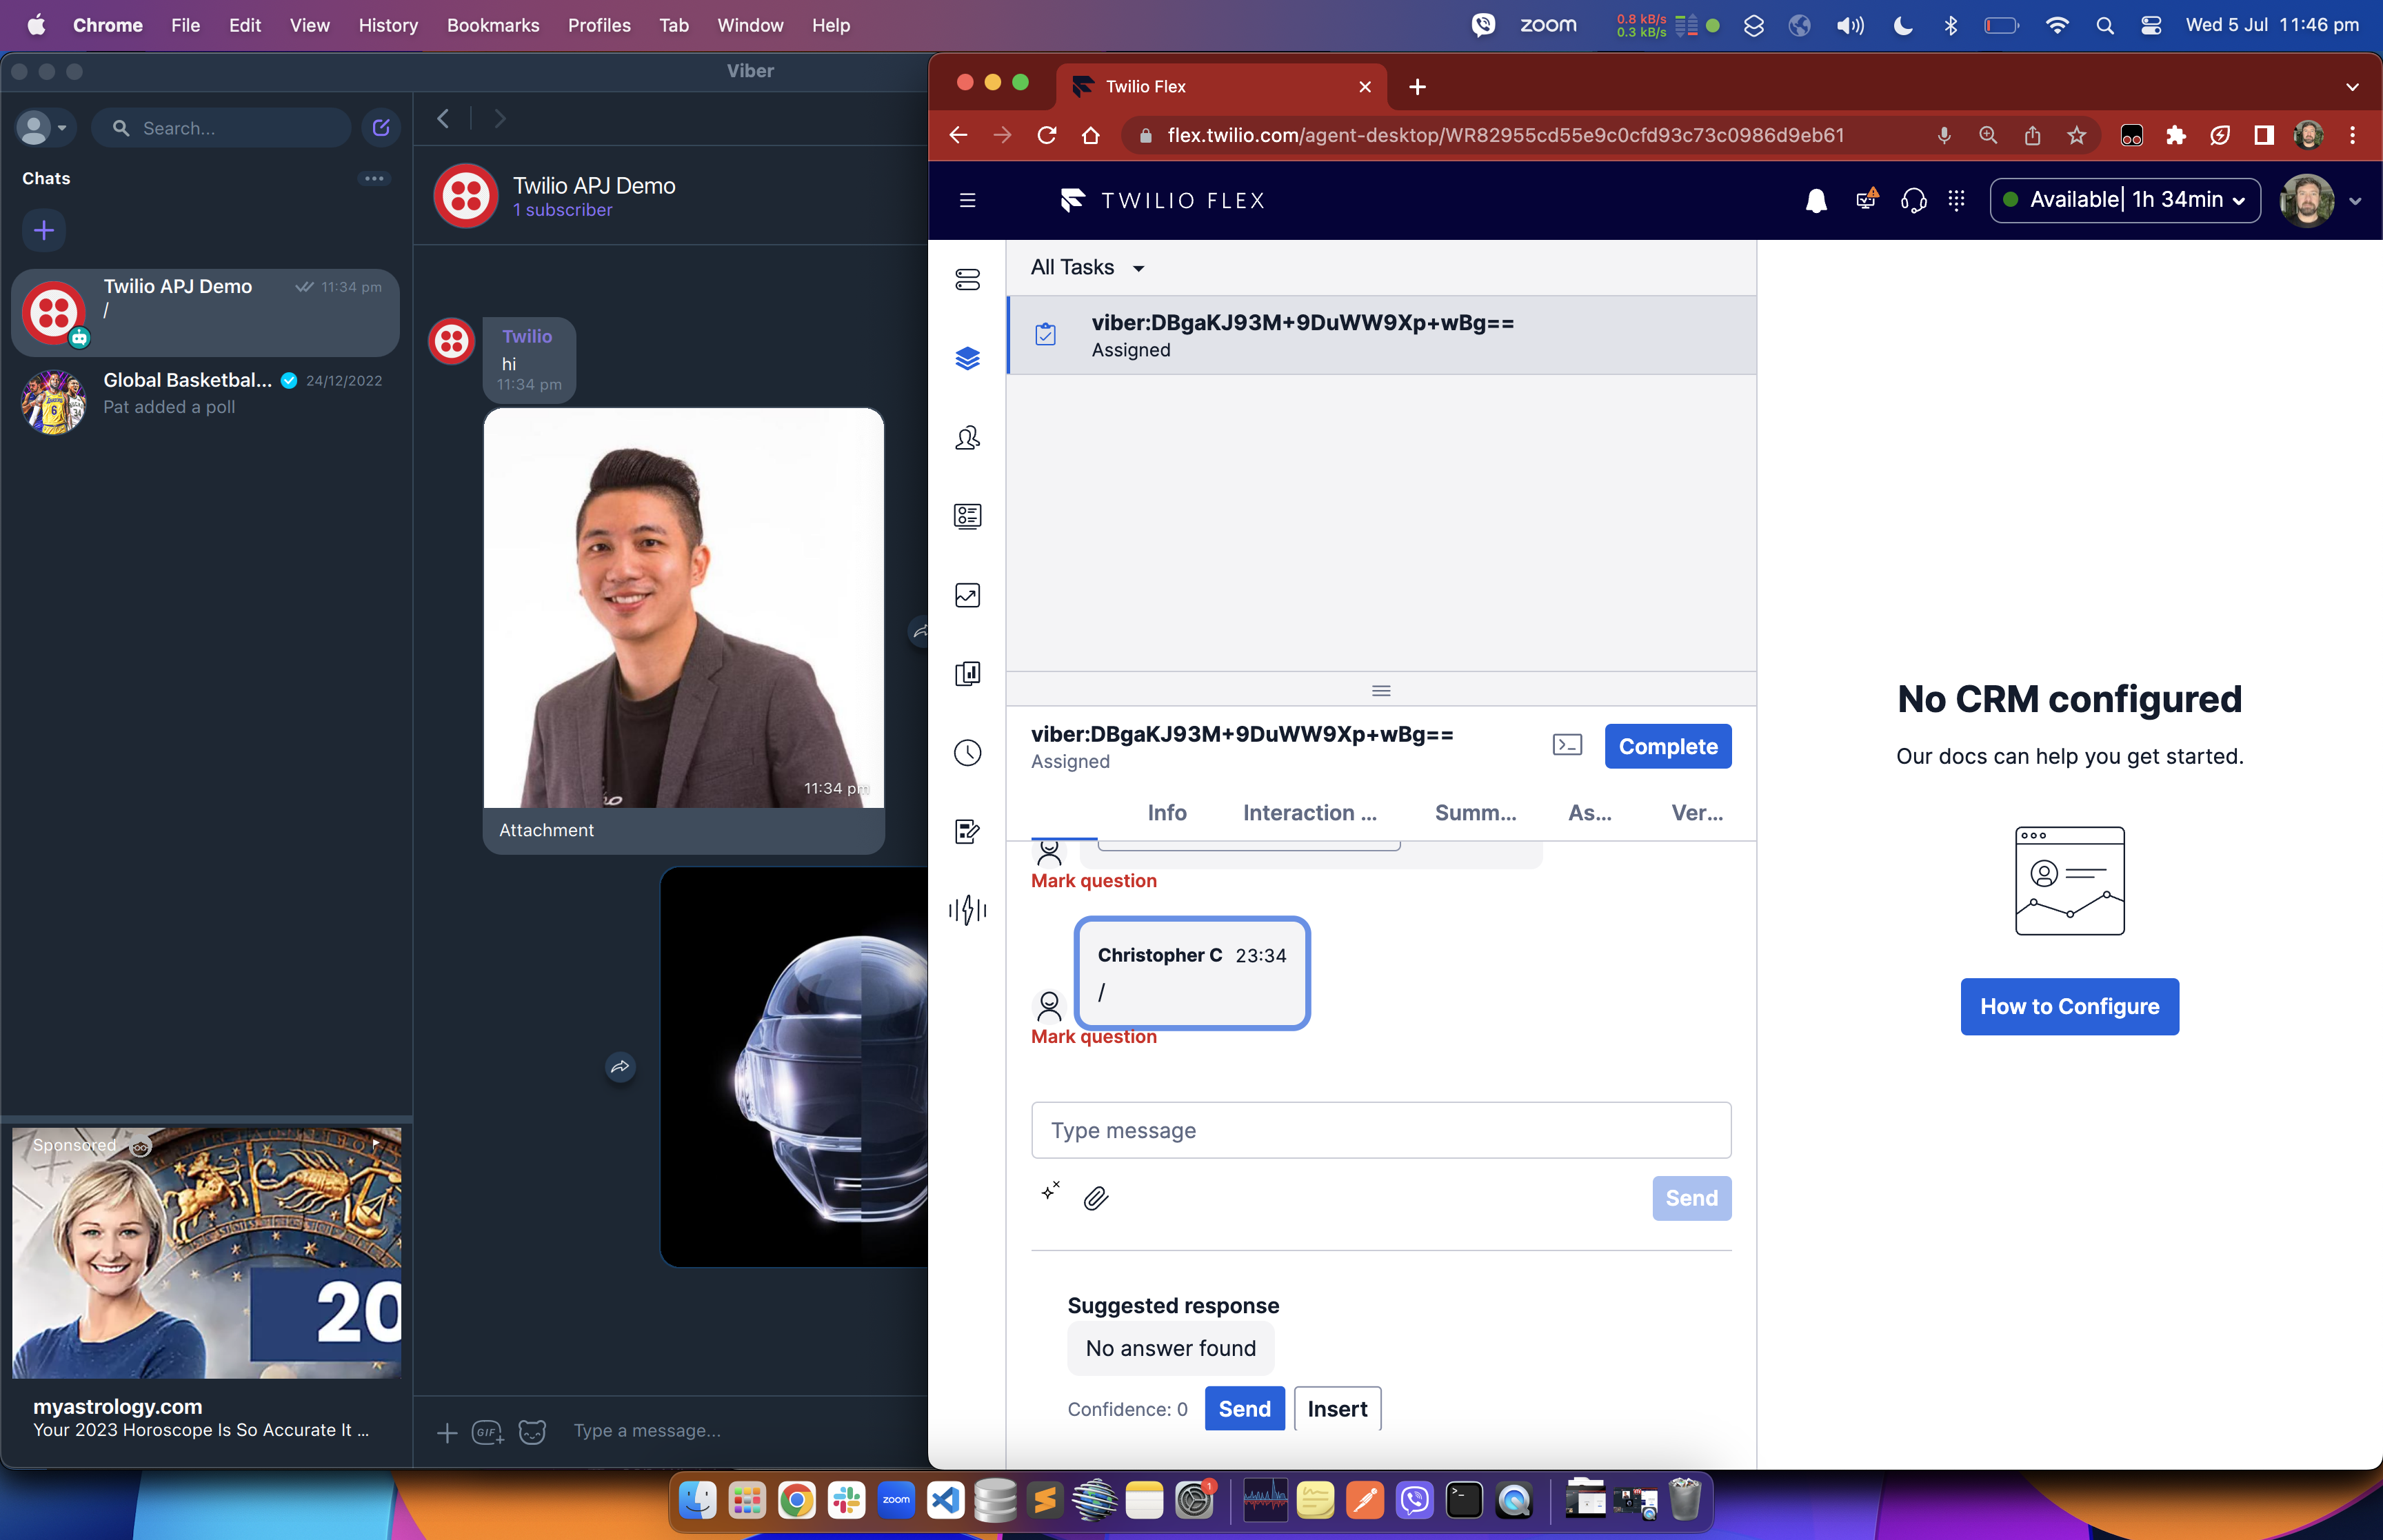 Chrome File Edit View History Bookmarks Profiles Tab Window Help
zoom 0.8 kB/s 0.3 kB/s Wed 5 Jul 11:46 pm
Viber
Search...
Chats
Twilio APJ Demo 11:34 pm
/
Global Basketbal... 24/12/2022
Pat added a poll
Sponsored
20
myastrology.com
Your 2023 Horoscope Is So Accurate It ...
Twilio APJ Demo
1 subscriber
Twilio
hi
11:34 pm
11:34 pm
Attachment
GIF
Type a message...
Twilio Flex
flex.twilio.com/agent-desktop/WR82955cd55e9c0cfd93c73c0986d9eb61
TWILIO FLEX
Available| 1h 34min
All Tasks
viber:DBgaKJ93M+9DuWW9Xp+wBg==
Assigned
viber:DBgaKJ93M+9DuWW9Xp+wBg==
Assigned
Complete
Info Interaction ... Summ... As... Ver...
Mark question
Christopher C 23:34
/
Mark question
Type message
Send
Suggested response
No answer found
Confidence: 0 Send Insert
No CRM configured
Our docs can help you get started.
How to Configure
zoom
1